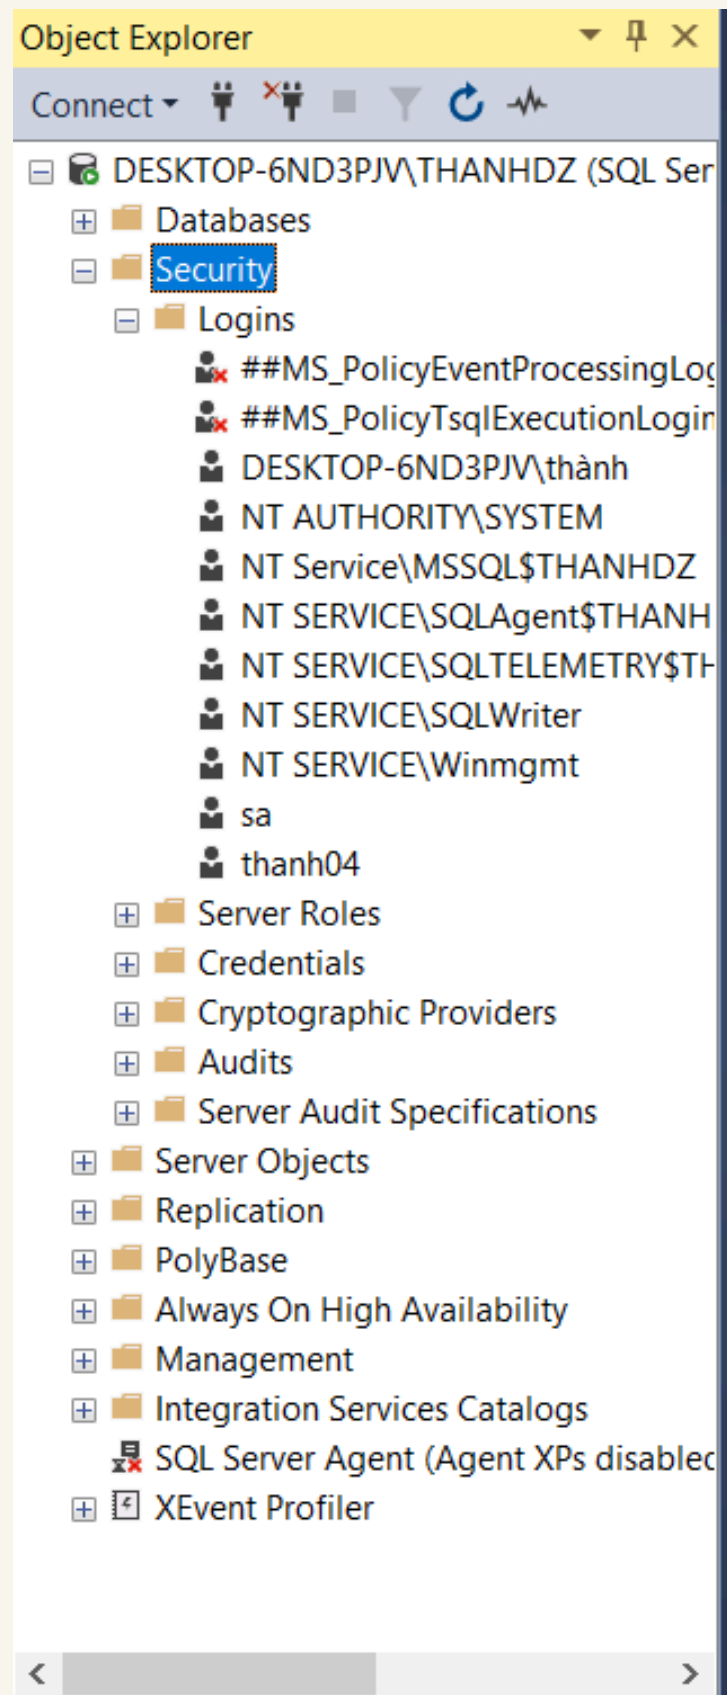 Object Explorer
Connect
DESKTOP-6ND3PJV\THANHDZ (SQL Ser
Databases
Security
Logins
##MS_PolicyEventProcessingLog
##MS_PolicyTsqlExecutionLogin
DESKTOP-6ND3PJV\thành
NT AUTHORITY\SYSTEM
NT Service\MSSQL$THANHDZ
NT SERVICE\SQLAgent$THANH
NT SERVICE\SQLTELEMETRY$TH
NT SERVICE\SQLWriter
NT SERVICE\Winmgmt
sa
thanh04
Server Roles
Credentials
Cryptographic Providers
Audits
Server Audit Specifications
Server Objects
Replication
PolyBase
Always On High Availability
Management
Integration Services Catalogs
SQL Server Agent (Agent XPs disabled
XEvent Profiler